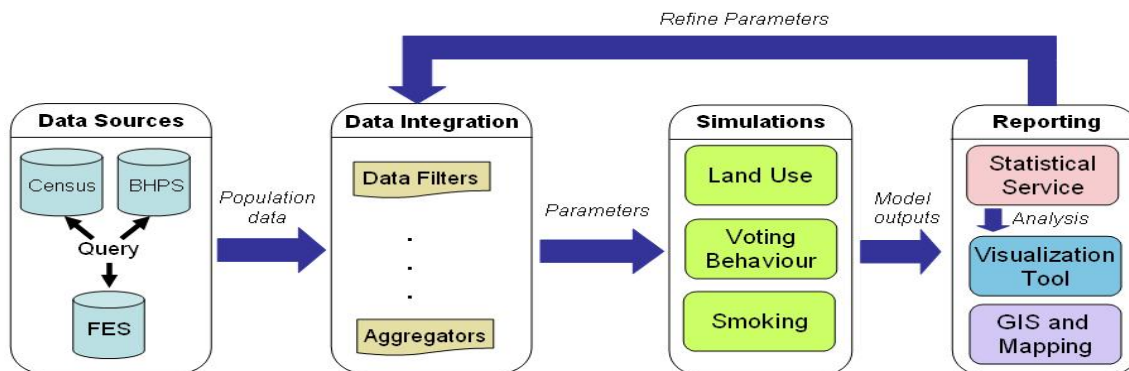 Refine Parameters
Data Sources
Census
BHPS
Query
FES
Population
data
Data Integration
Data Filters
.
.
.
Aggregators
Parameters
Simulations
Land Use
Voting
Behaviour
Smoking
Model
outputs
Reporting
Statistical
Service
Analysis
Visualization
Tool
GIS and
Mapping